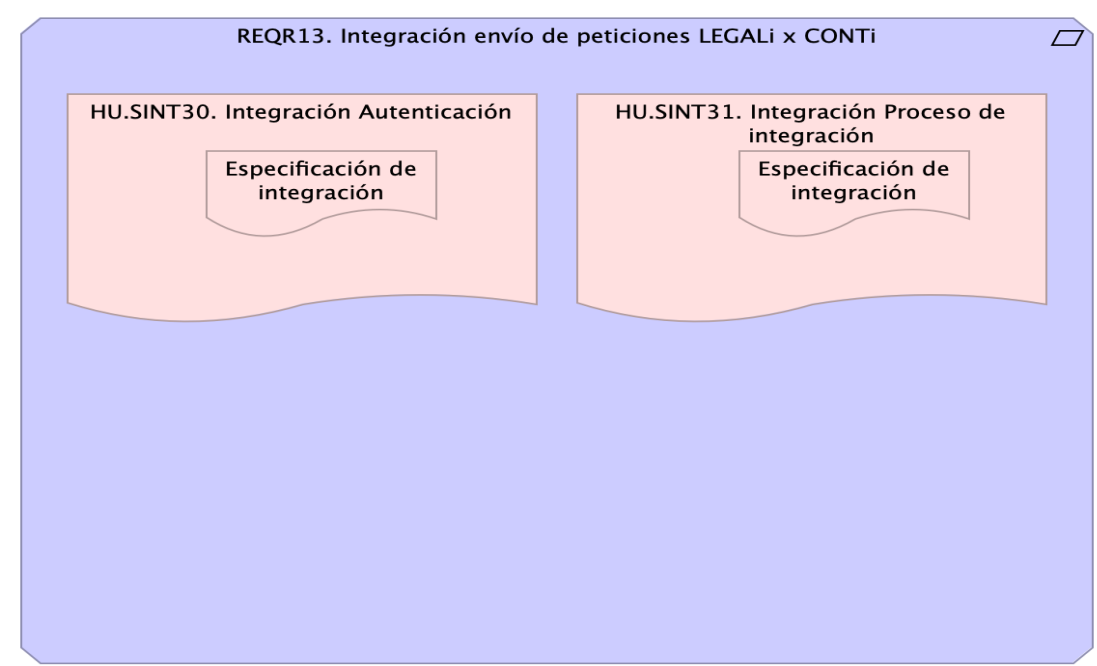 REQR13. Integración envío de peticiones LEGALi x CONTi
HU.SINT30. Integración Autenticación
Especificación de
integración
HU.SINT31. Integración Proceso de
integración
Especificación de
integración